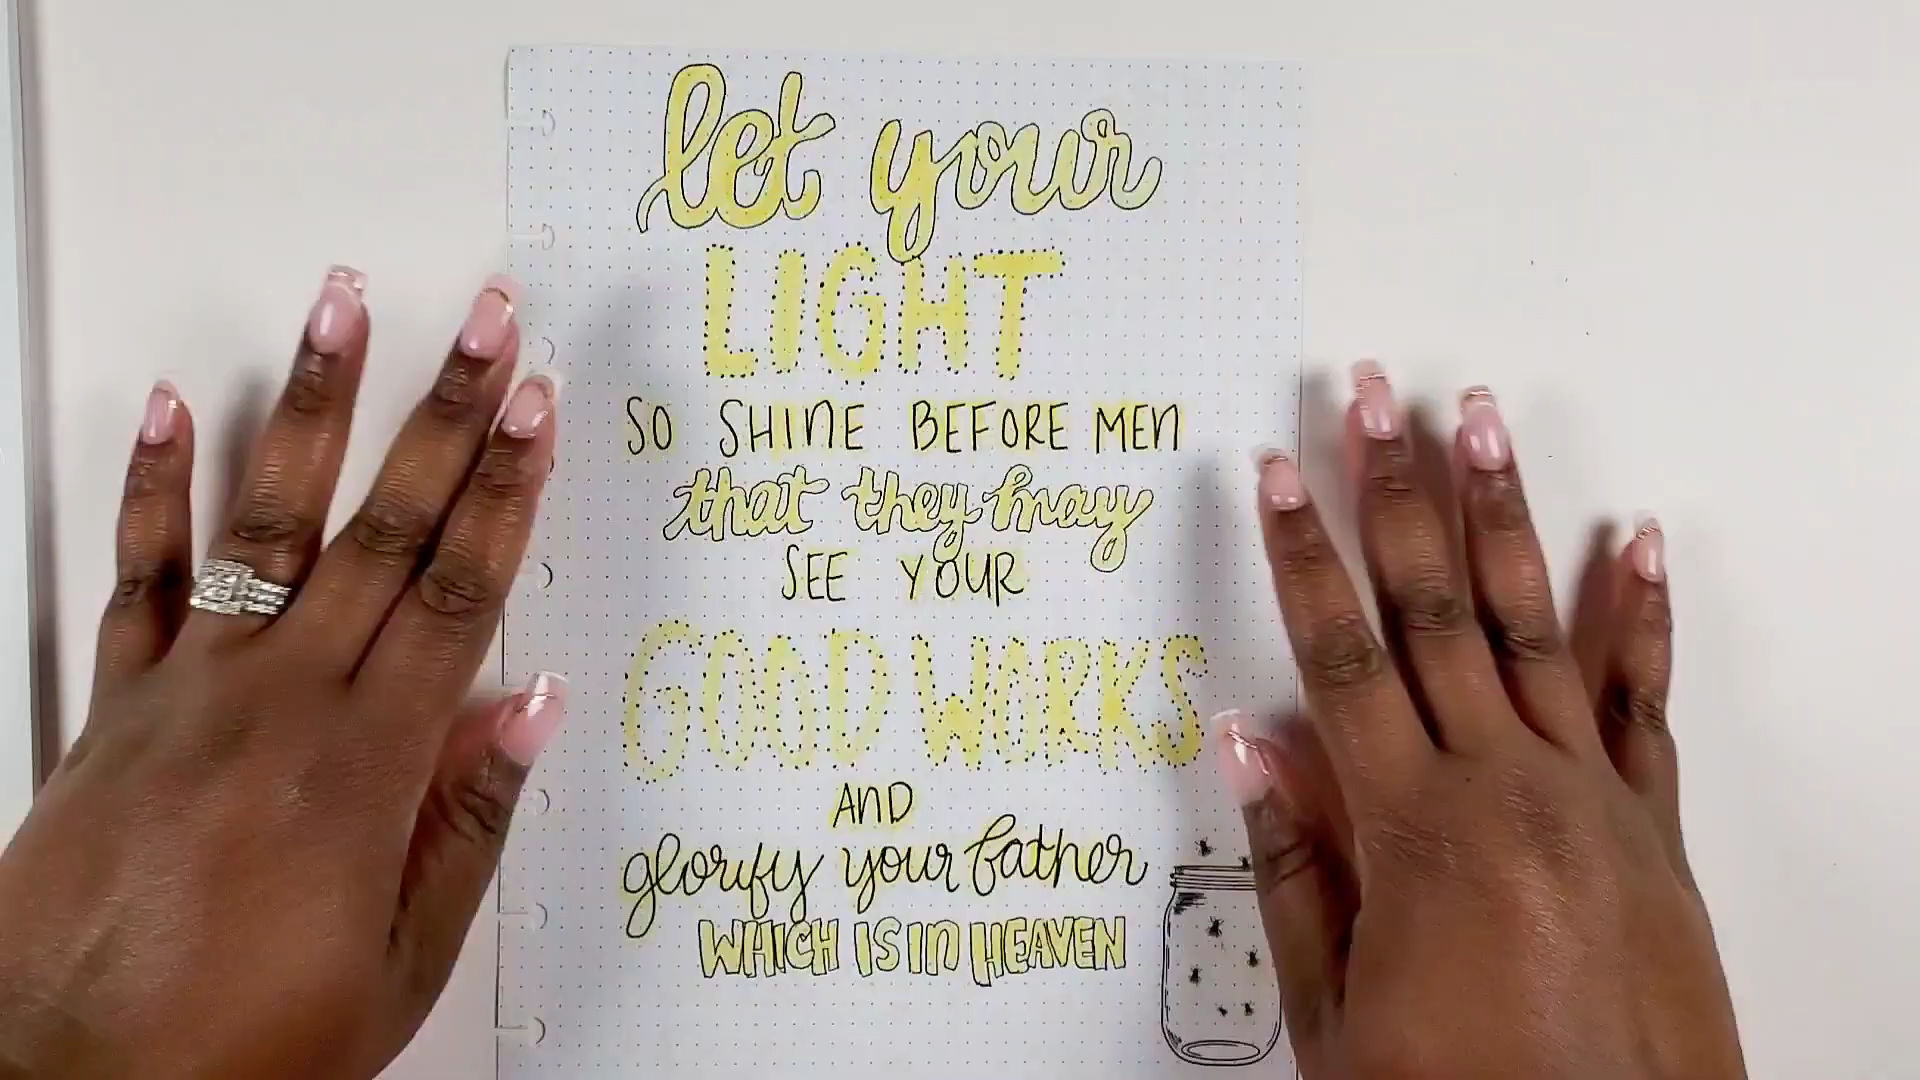 let your
LIGHT
SO SHINE BEFORE MEN
that they may
SEE YOUR
GOOD WORKS
AND
glorify your father
WHICH IS IN HEAVEN